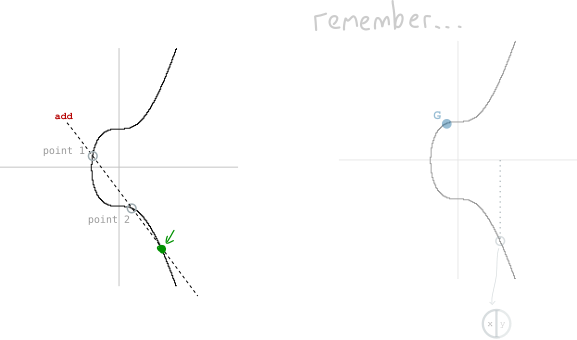 remember...
add
G
point 1
point 2
x y